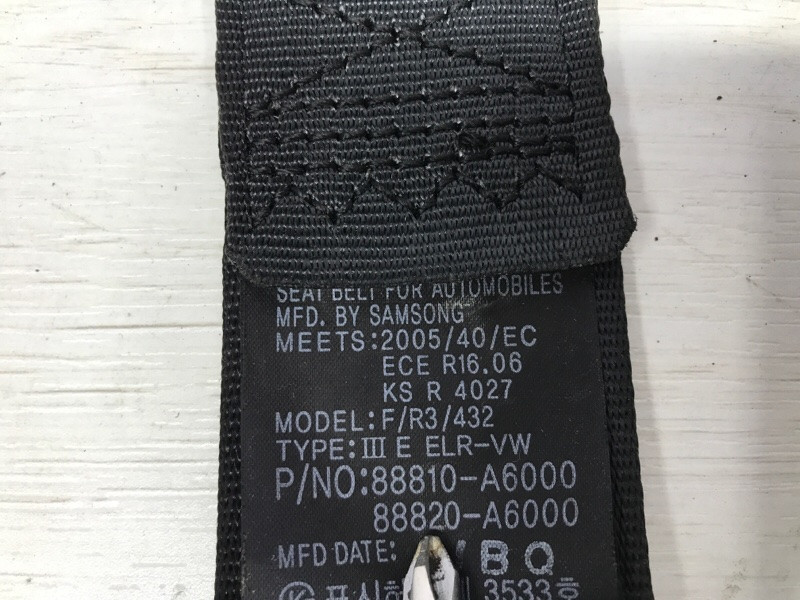 SEAT BELT FOR AUTOMOBILES
MFD. BY SAMSONG
MEETS:2005/40/EC
ECE R16.06
KS R 4027
MODEL:F/R3/432
TYPE:III E ELR-VW
P/NO:88810-A6000
88820-A6000
MFD DATE: B Q
3533